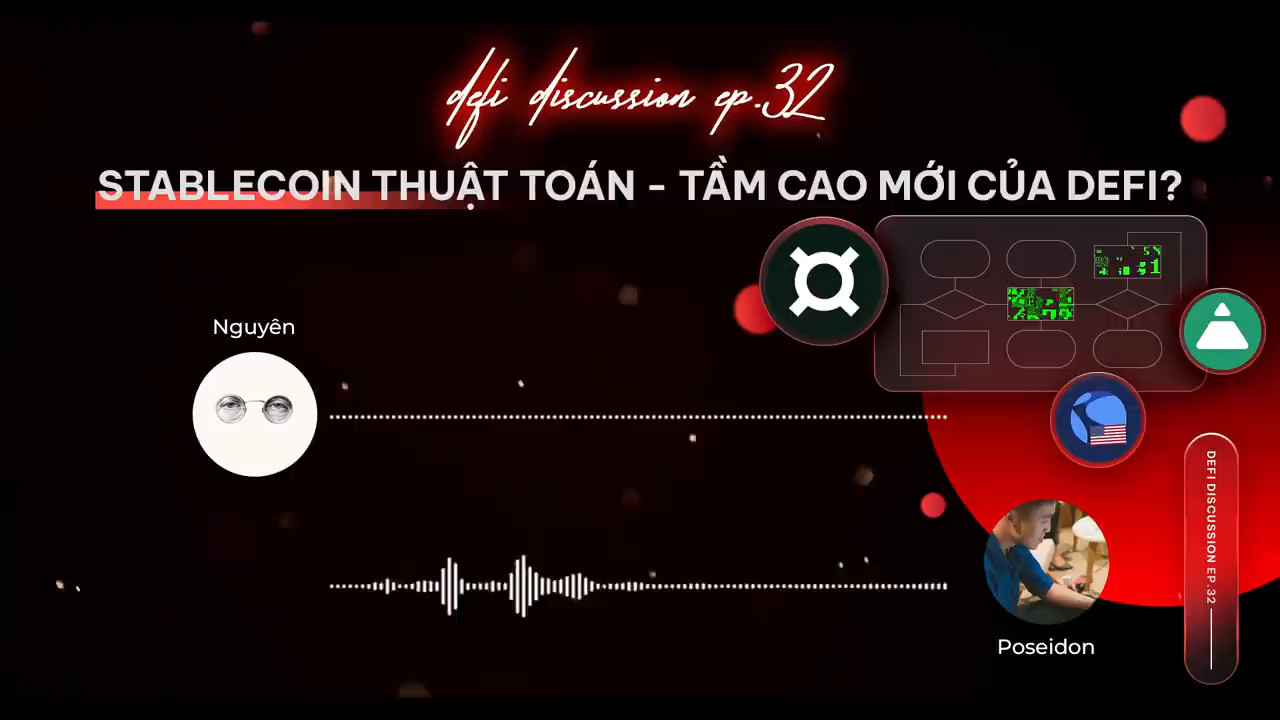 defi discussion ep.32
STABLECOIN THUẬT TOÁN - TẦM CAO MỚI CỦA DEFI?
Nguyên
DEFI DISCUSSION EP.32
Poseidon